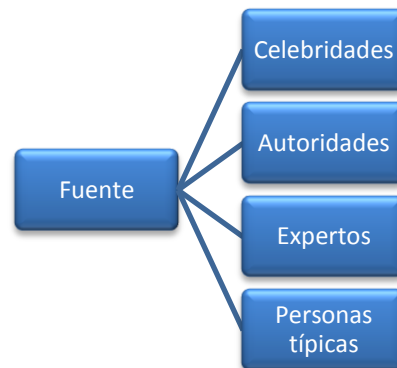 Celebridades
Autoridades
Fuente
Expertos
Personas
típicas